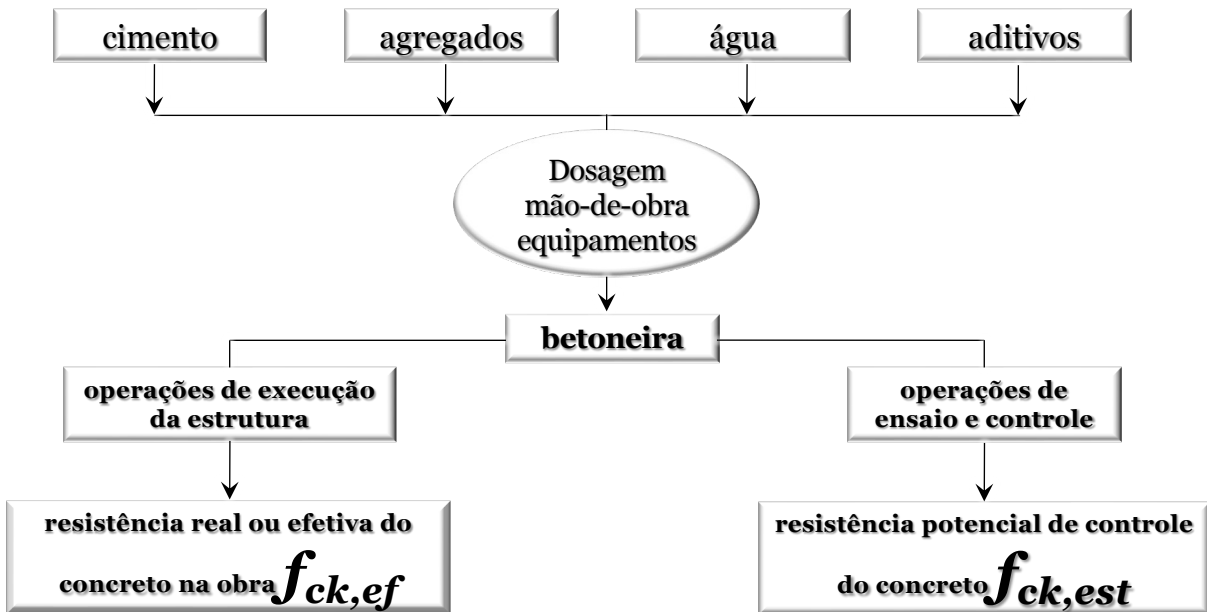 cimento
agregados
água
aditivos
Dosagem
mão-de-obra
equipamentos
betoneira
operações de execução
da estrutura
operações de
ensaio e controle
resistência real ou efetiva do
concreto na obra fck,ef
resistência potencial de controle
do concreto fck,est